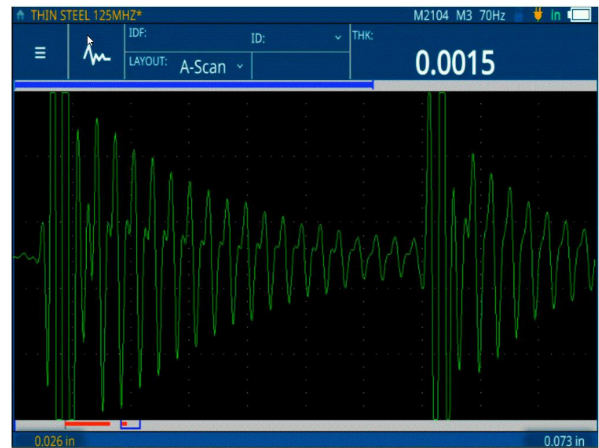 THIN STEEL 125MHZ*
M2104 M3 70Hz in
IDF:
ID:
THK:
LAYOUT: A-Scan
0.0015
0.026 in
0.073 in